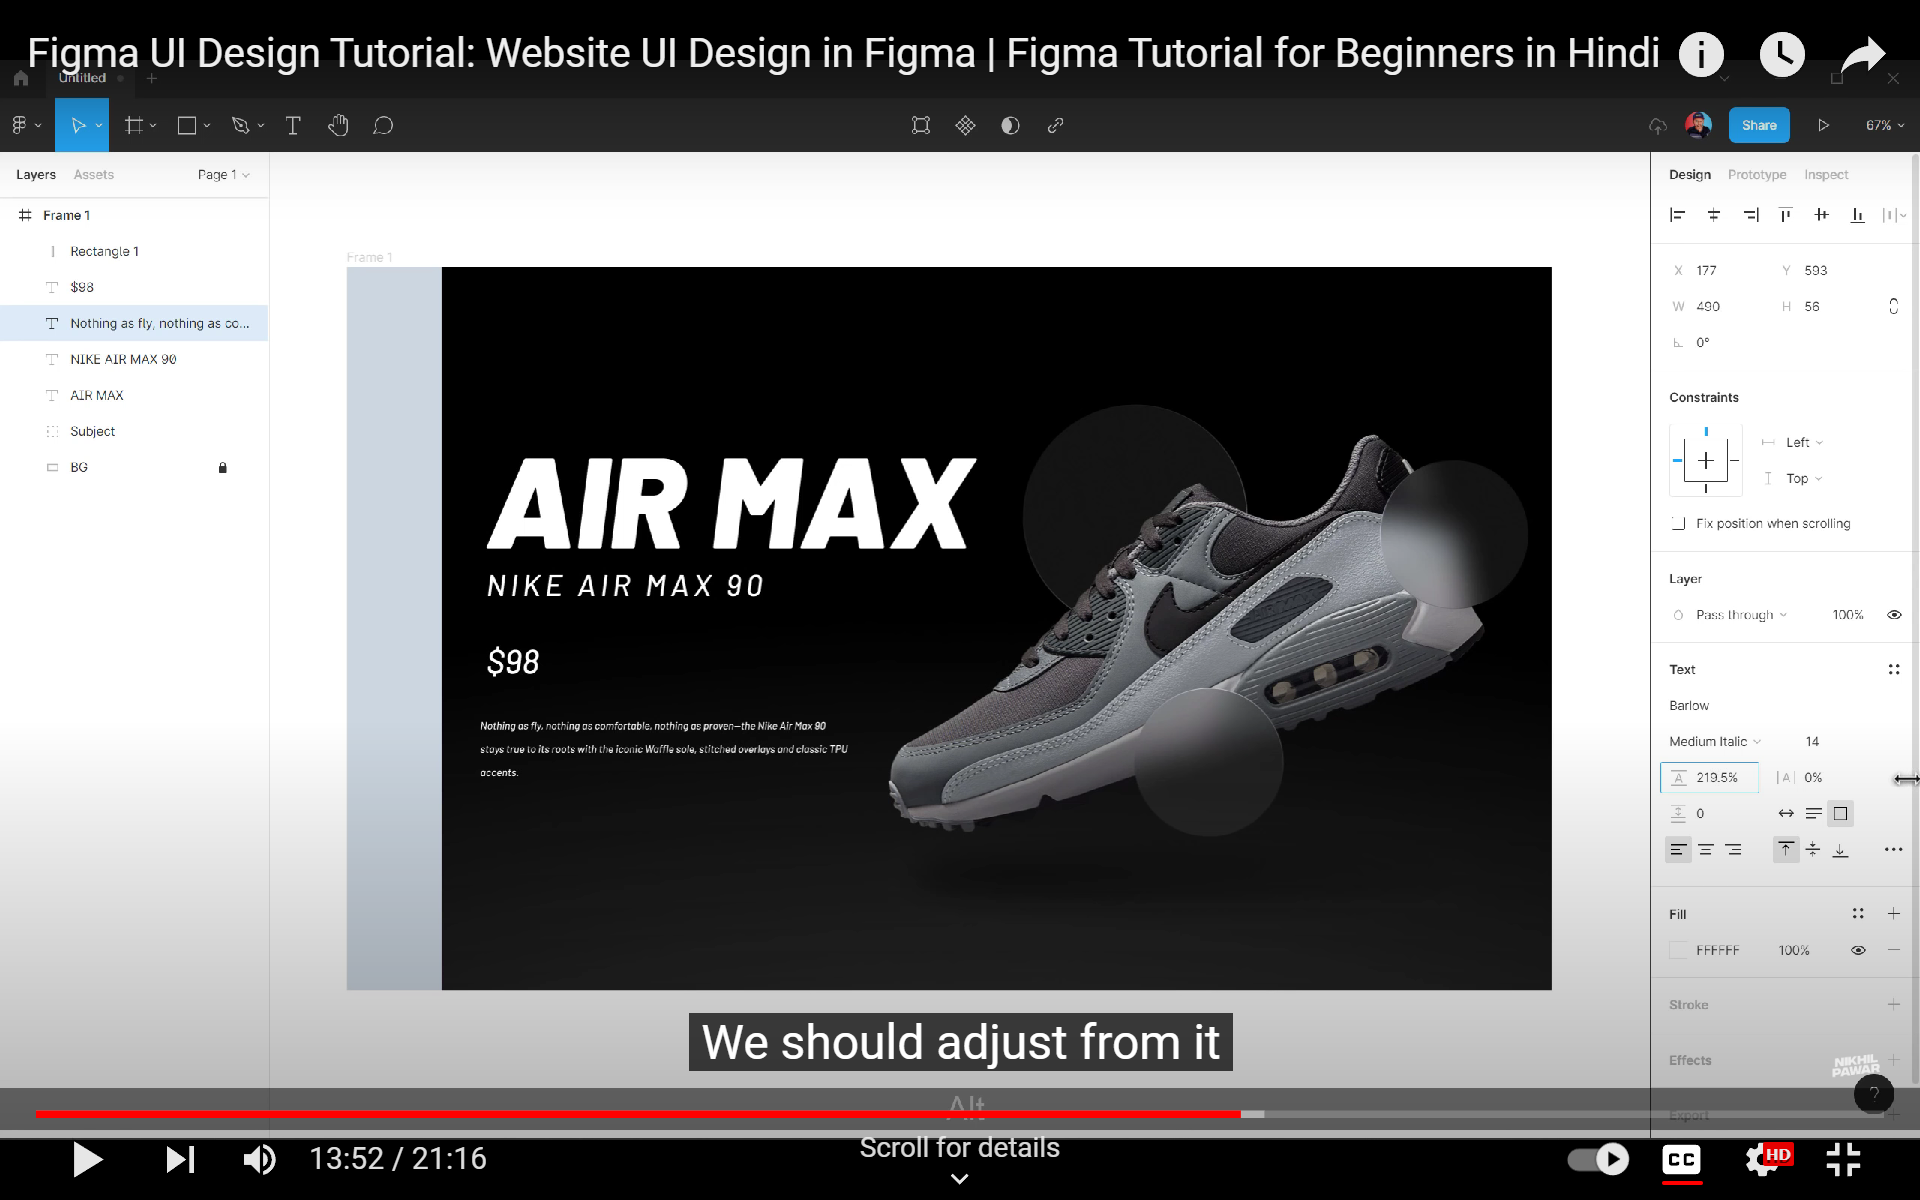 Figma UI Design Tutorial: Website UI Design in Figma | Figma Tutorial for Beginners in Hindi
Untitled
Share
67%
Layers
Assets
Page 1
Design
Prototype
Inspect
Frame 1
Rectangle 1
$98
Nothing as fly, nothing as co...
NIKE AIR MAX 90
AIR MAX
Subject
BG
Frame 1
AIR MAX
NIKE AIR MAX 90
$98
Nothing as fly, nothing as comfortable, nothing as proven—the Nike Air Max 90
stays true to its roots with the iconic Waffle sole, stitched overlays and classic TPU
accents.
X 177 Y 593
W 490 H 56
0°
Constraints
Left
Top
Fix position when scrolling
Layer
Pass through 100%
Text
Barlow
Medium Italic 14
219.5% 0%
0
Fill
FFFFFF 100%
Stroke
Effects
Export
NIKHIL
PAWAR
?
We should adjust from it
Alt
13:52 / 21:16
Scroll for details
CC
HD